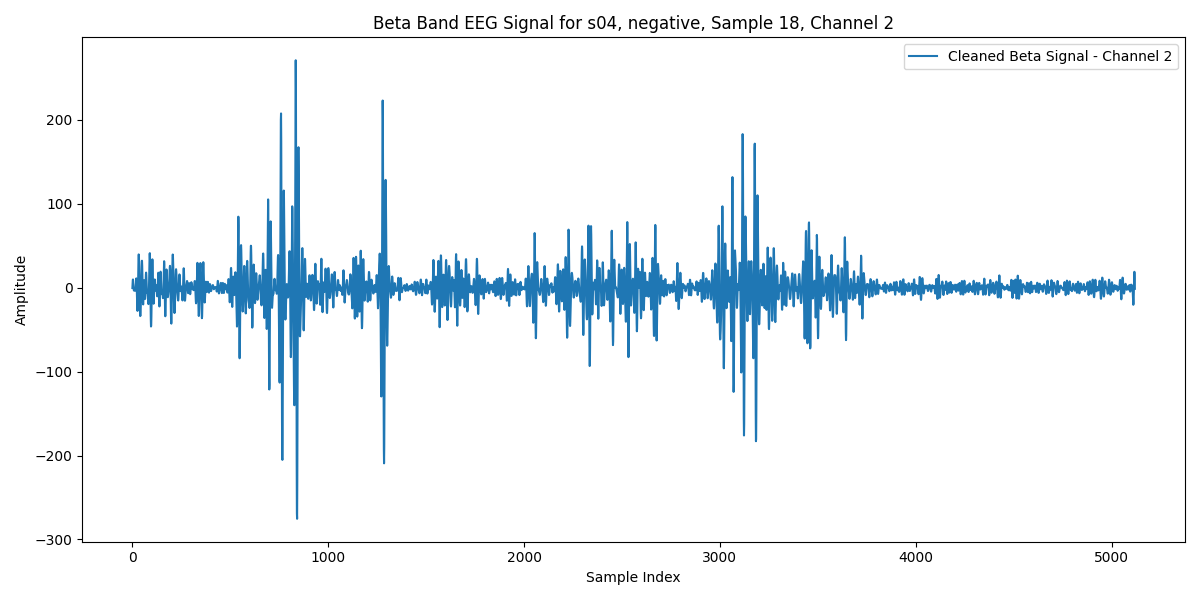 Beta Band EEG Signal for s04, negative, Sample 18, Channel 2
Cleaned Beta Signal - Channel 2
Amplitude
200
100
0
−100
−200
−300
0 1000 2000 3000 4000 5000
Sample Index